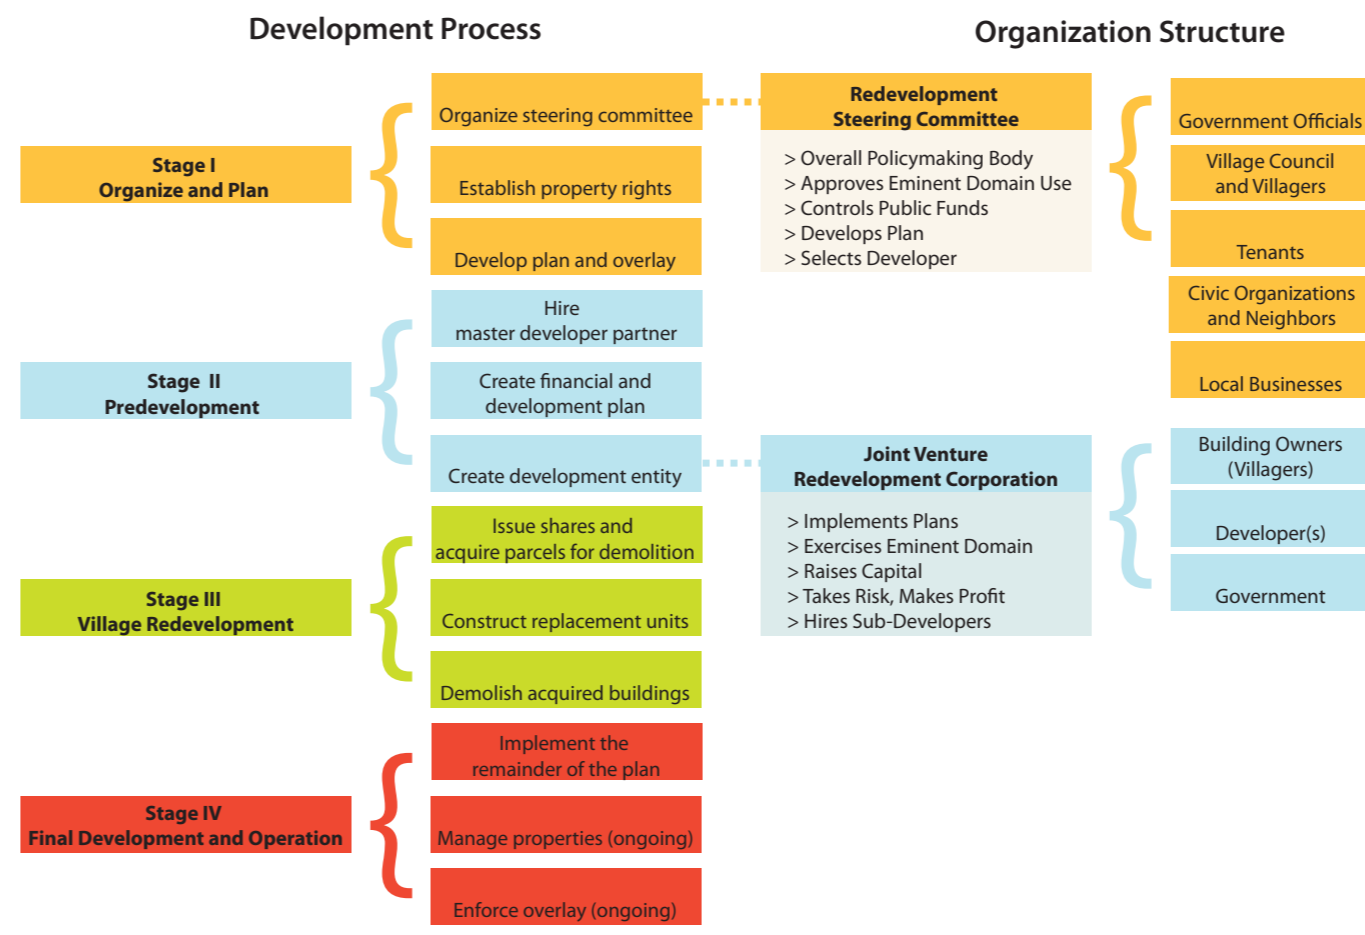 Development Process
Stage I
Organize and Plan
Organize steering committee
Establish property rights
Develop plan and overlay
Stage II
Predevelopment
Hire
master developer partner
Create financial and
development plan
Create development entity
Stage III
Village Redevelopment
Issue shares and
acquire parcels for demolition
Construct replacement units
Demolish acquired buildings
Stage IV
Final Development and Operation
Implement the
remainder of the plan
Manage properties (ongoing)
Enforce overlay (ongoing)
Organization Structure
Redevelopment
Steering Committee
> Overall Policymaking Body
> Approves Eminent Domain Use
> Controls Public Funds
> Develops Plan
> Selects Developer
Government Officials
Village Council
and Villagers
Tenants
Civic Organizations
and Neighbors
Local Businesses
Joint Venture
Redevelopment Corporation
> Implements Plans
> Exercises Eminent Domain
> Raises Capital
> Takes Risk, Makes Profit
> Hires Sub-Developers
Building Owners
(Villagers)
Developer(s)
Government